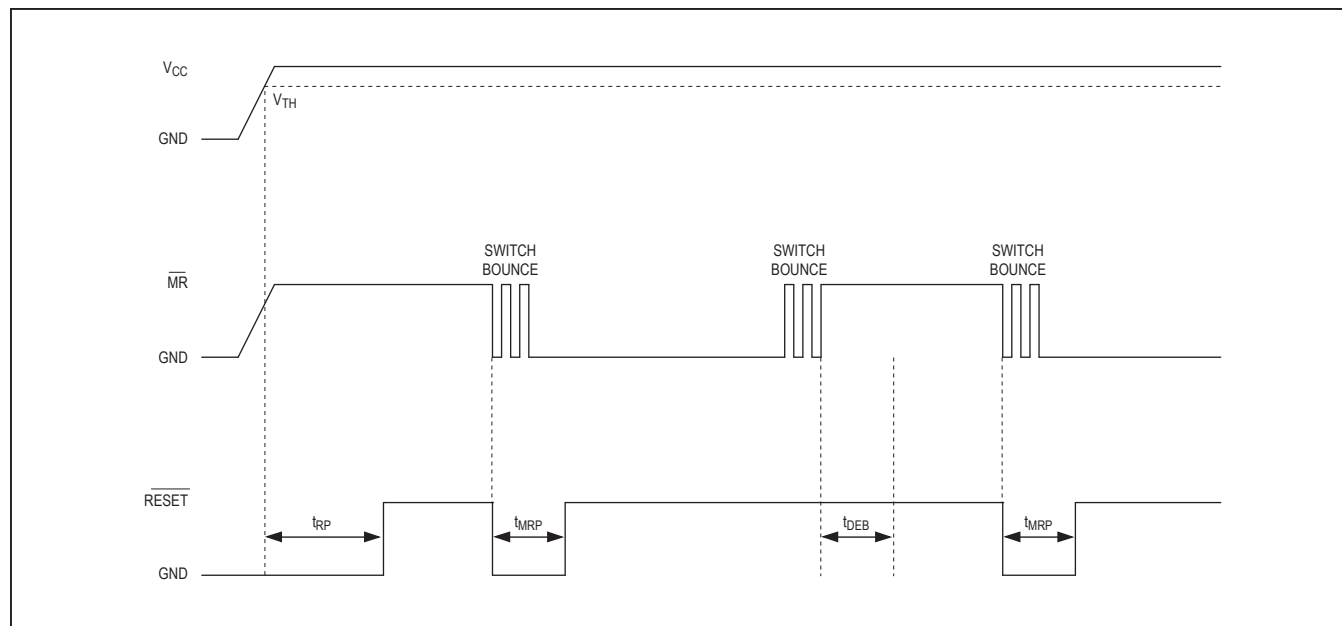 VCC
VTH
GND
SWITCH
BOUNCE
SWITCH
BOUNCE
SWITCH
BOUNCE
MR
GND
RESET
tRP
tMRP
tDEB
tMRP
GND